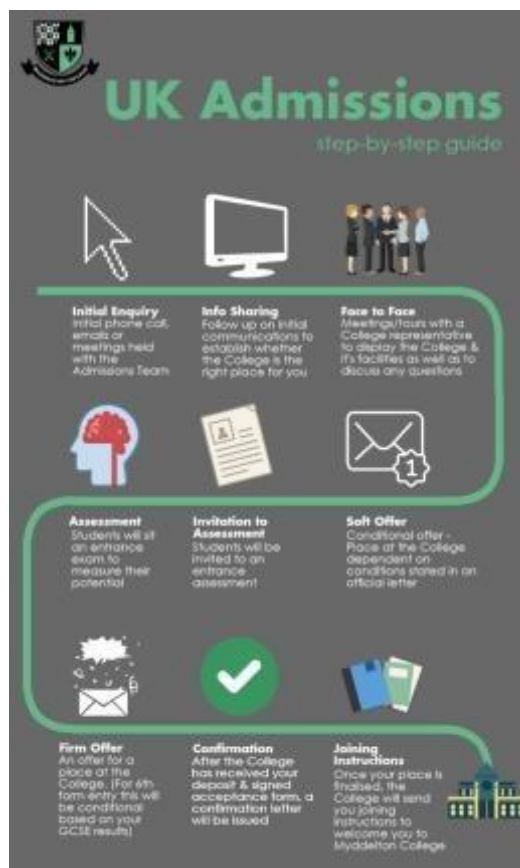 UK Admissions
step-by-step guide
Initial Enquiry
Initial phone call,
emails or
meetings held
with the
Admissions Team
Info Sharing
Follow up on initial
communications to
establish whether
the College is the
right place for you
Face to Face
Meetings/tours with a
College representative
to display the College &
it's facilities as well as to
discuss any questions
1
Soft Offer
Conditional offer -
Place at the College
dependent on
conditions stated in an
official letter
Invitation to
Assessment
Students will be
invited to an
entrance
assessment
Assessment
Students will sit
an entrance
exam to
measure their
potential
Firm Offer
An offer for a
place at the
College. (For 6th
form entry this will
be conditional
based on your
GCSE results)
Confirmation
After the College
has received your
deposit & signed
acceptance form, a
confirmation letter
will be issued
Joining
Instructions
Once your place is
finalised, the
College will send
you joining
instructions to
welcome you to
Myddelton College